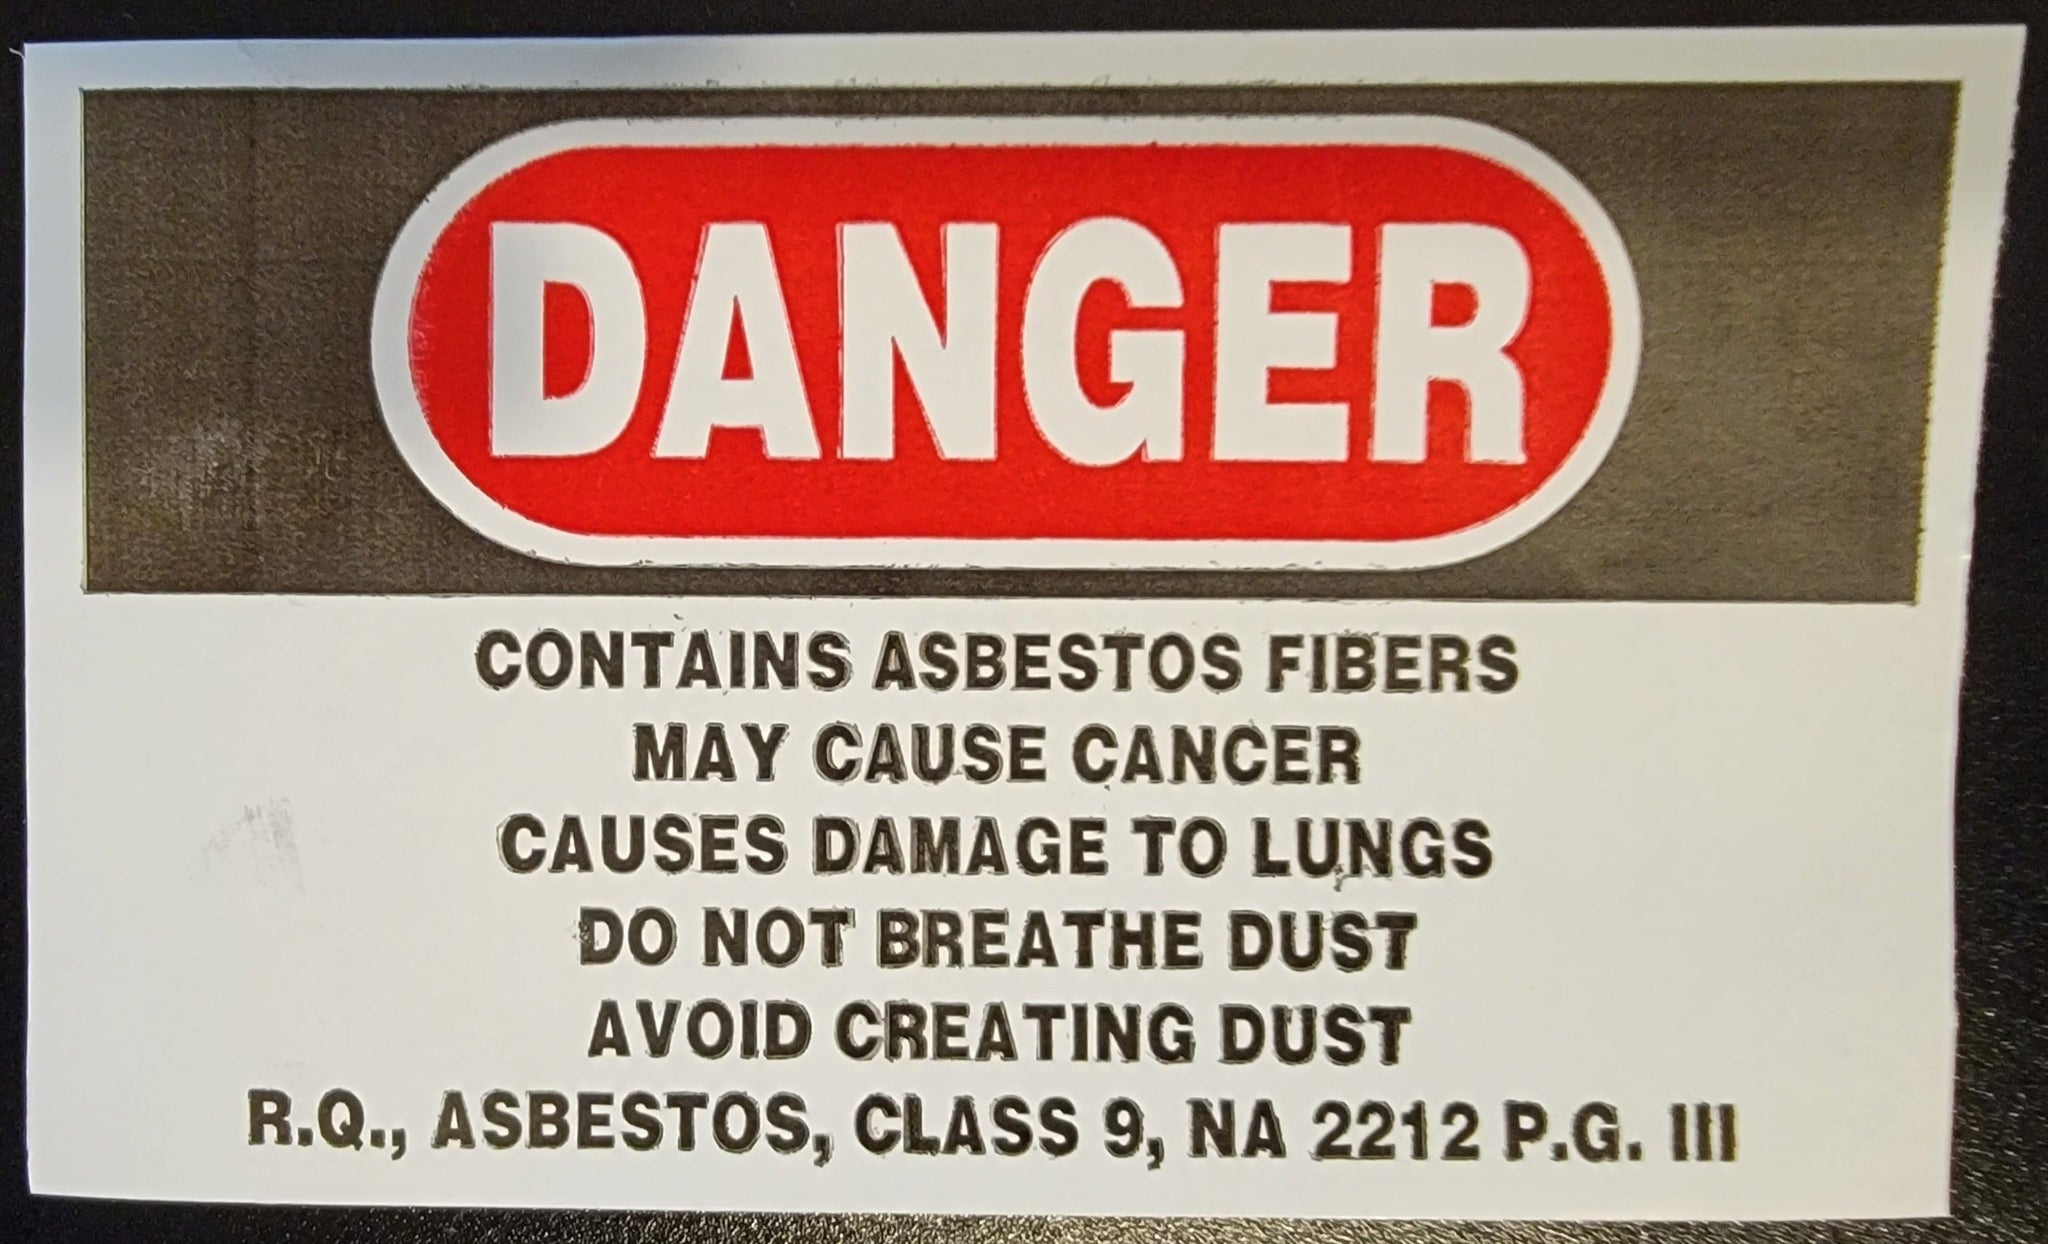 DANGER
CONTAINS ASBESTOS FIBERS
MAY CAUSE CANCER
CAUSES DAMAGE TO LUNGS
DO NOT BREATHE DUST
AVOID CREATING DUST
R.Q., ASBESTOS, CLASS 9, NA 2212 P.G. III